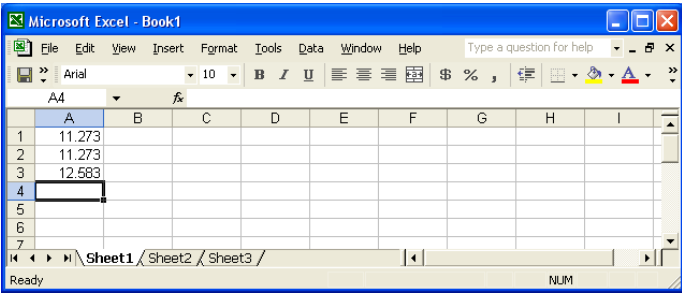 Microsoft Excel - Book1
File Edit View Insert Format Tools Data Window Help Type a question for help
Arial 10 B I U $ % , A
A4 fx
A B C D E F G H I
1 11.273
2 11.273
3 12.583
4
5
6
7
Sheet1 Sheet2 Sheet3
Ready NUM